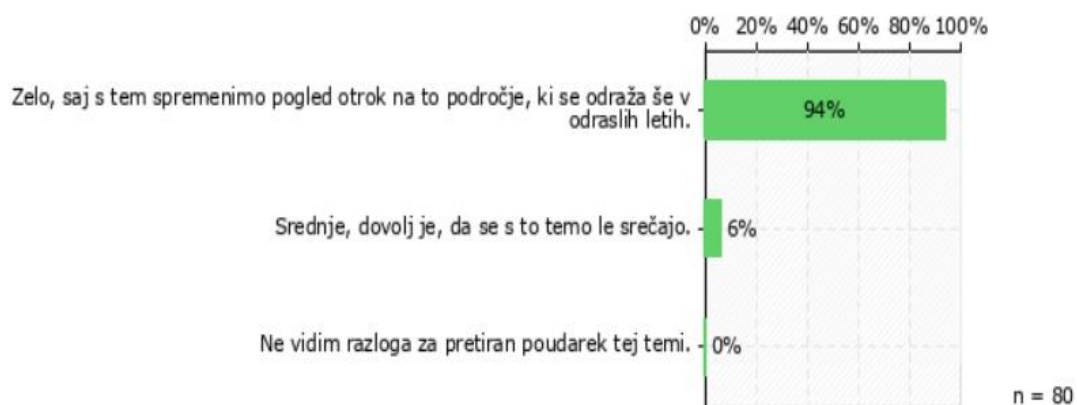 0% 20% 40% 60% 80% 100%
Zelo, saj s tem spremenimo pogled otrok na to področje, ki se odraža še v
odraslih letih.
94%
Srednje, dovolj je, da se s to temo le srečajo.
6%
Ne vidim razloga za pretiran poudarek tej temi.
0%
n = 80